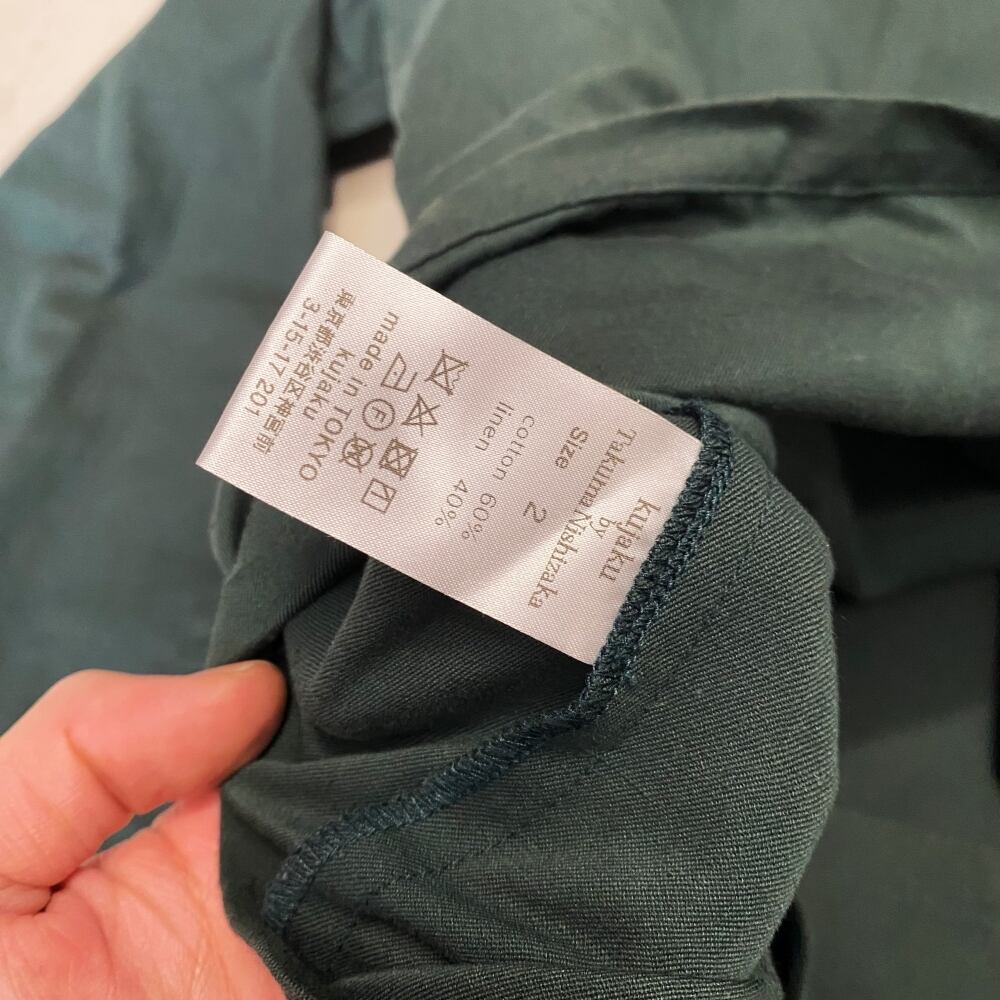 kujaku
by
Takuma Nishizaka
Size 2
cotton 60%
linen 40%
F
made in TOKYO
kujaku
東京都渋谷区神宮前
3-15-17 201